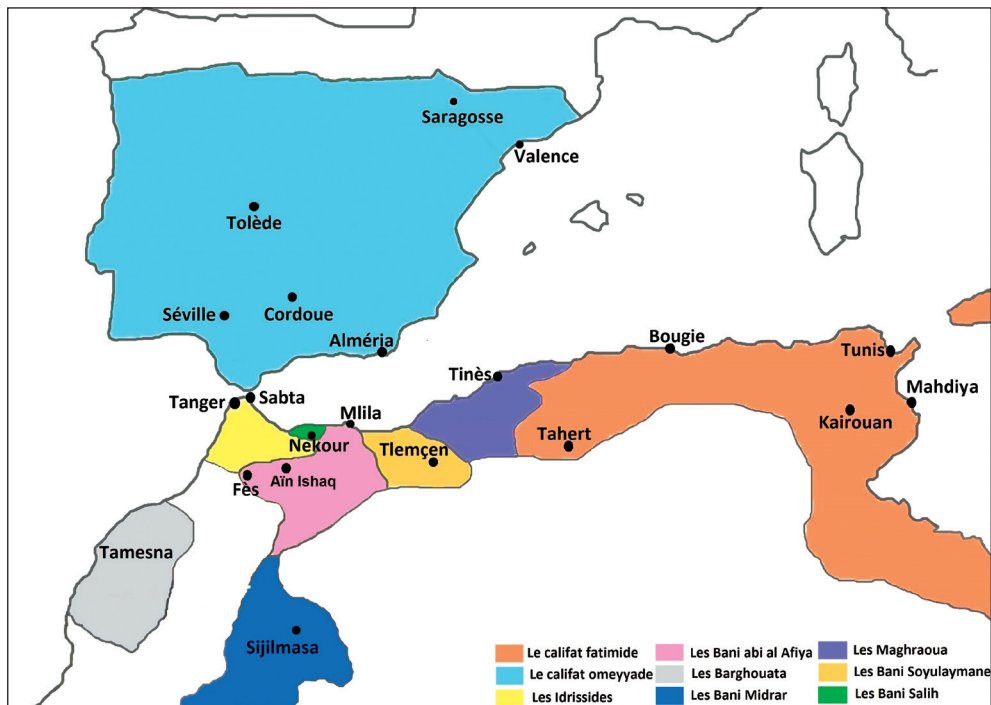 Saragosse
Valence
Tolède
Séville
Cordoue
Alméria
Bougie
Tunis
Tinès
Mahdiya
Tanger
Sabta
Mlila
Kairouan
Nekour
Tlemçen
Tahert
Fès
Aïn Ishaq
Tamesna
Sijilmasa
Le califat fatimide
Le califat omeyyade
Les Idrissides
Les Bani abi al Afiya
Les Barghouata
Les Bani Midrar
Les Maghraoua
Les Bani Soyulaymane
Les Bani Salih